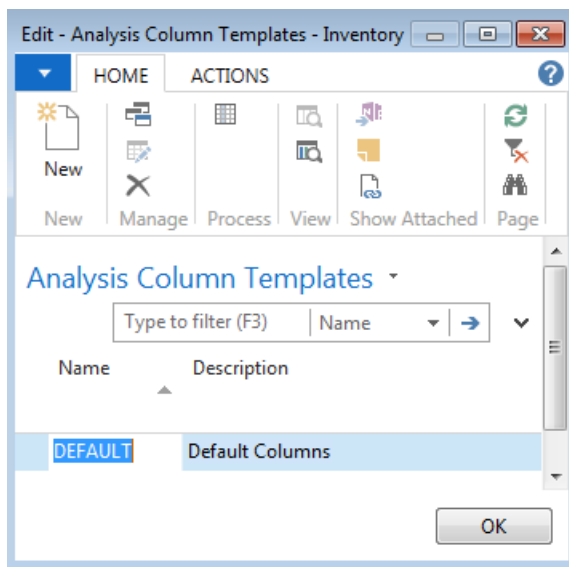 Edit - Analysis Column Templates - Inventory
HOME ACTIONS
New
New Manage Process View Show Attached Page
Analysis Column Templates
Type to filter (F3) Name
Name Description
DEFAULT Default Columns
OK